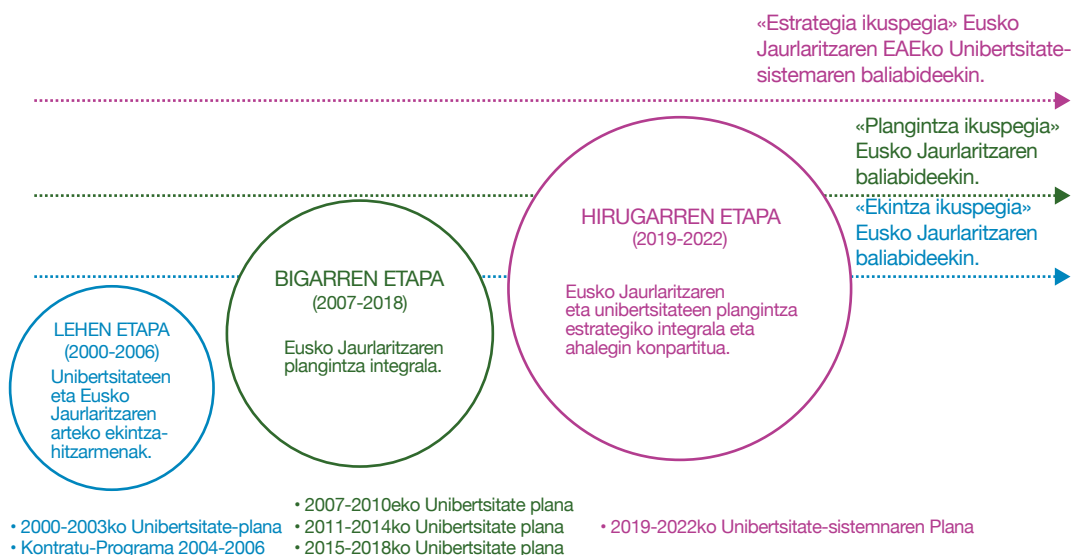 «Estrategia ikuspegia» Eusko
Jaurlaritzaren EAEko Unibertsitate-
sistemaren baliabideekin.
«Plangintza ikuspegia»
Eusko Jaurlaritzaren
baliabideekin.
«Ekintza ikuspegia»
Eusko Jaurlaritzaren
baliabideekin.
LEHEN ETAPA
(2000-2006)
Unibertsitateen
eta Eusko
Jaurlaritzaren
arteko ekintza-
hitzarmenak.
BIGARREN ETAPA
(2007-2018)
Eusko Jaurlaritzaren
plangintza integrala.
HIRUGARREN ETAPA
(2019-2022)
Eusko Jaurlaritzaren
eta unibertsitateen plangintza
estrategiko integrala eta
ahalegin konpartitua.
• 2000-2003ko Unibertsitate-plana
• Kontratu-Programa 2004-2006
• 2007-2010eko Unibertsitate plana
• 2011-2014ko Unibertsitate plana
• 2015-2018ko Unibertsitate plana
• 2019-2022ko Unibertsitate-sistemnaren Plana